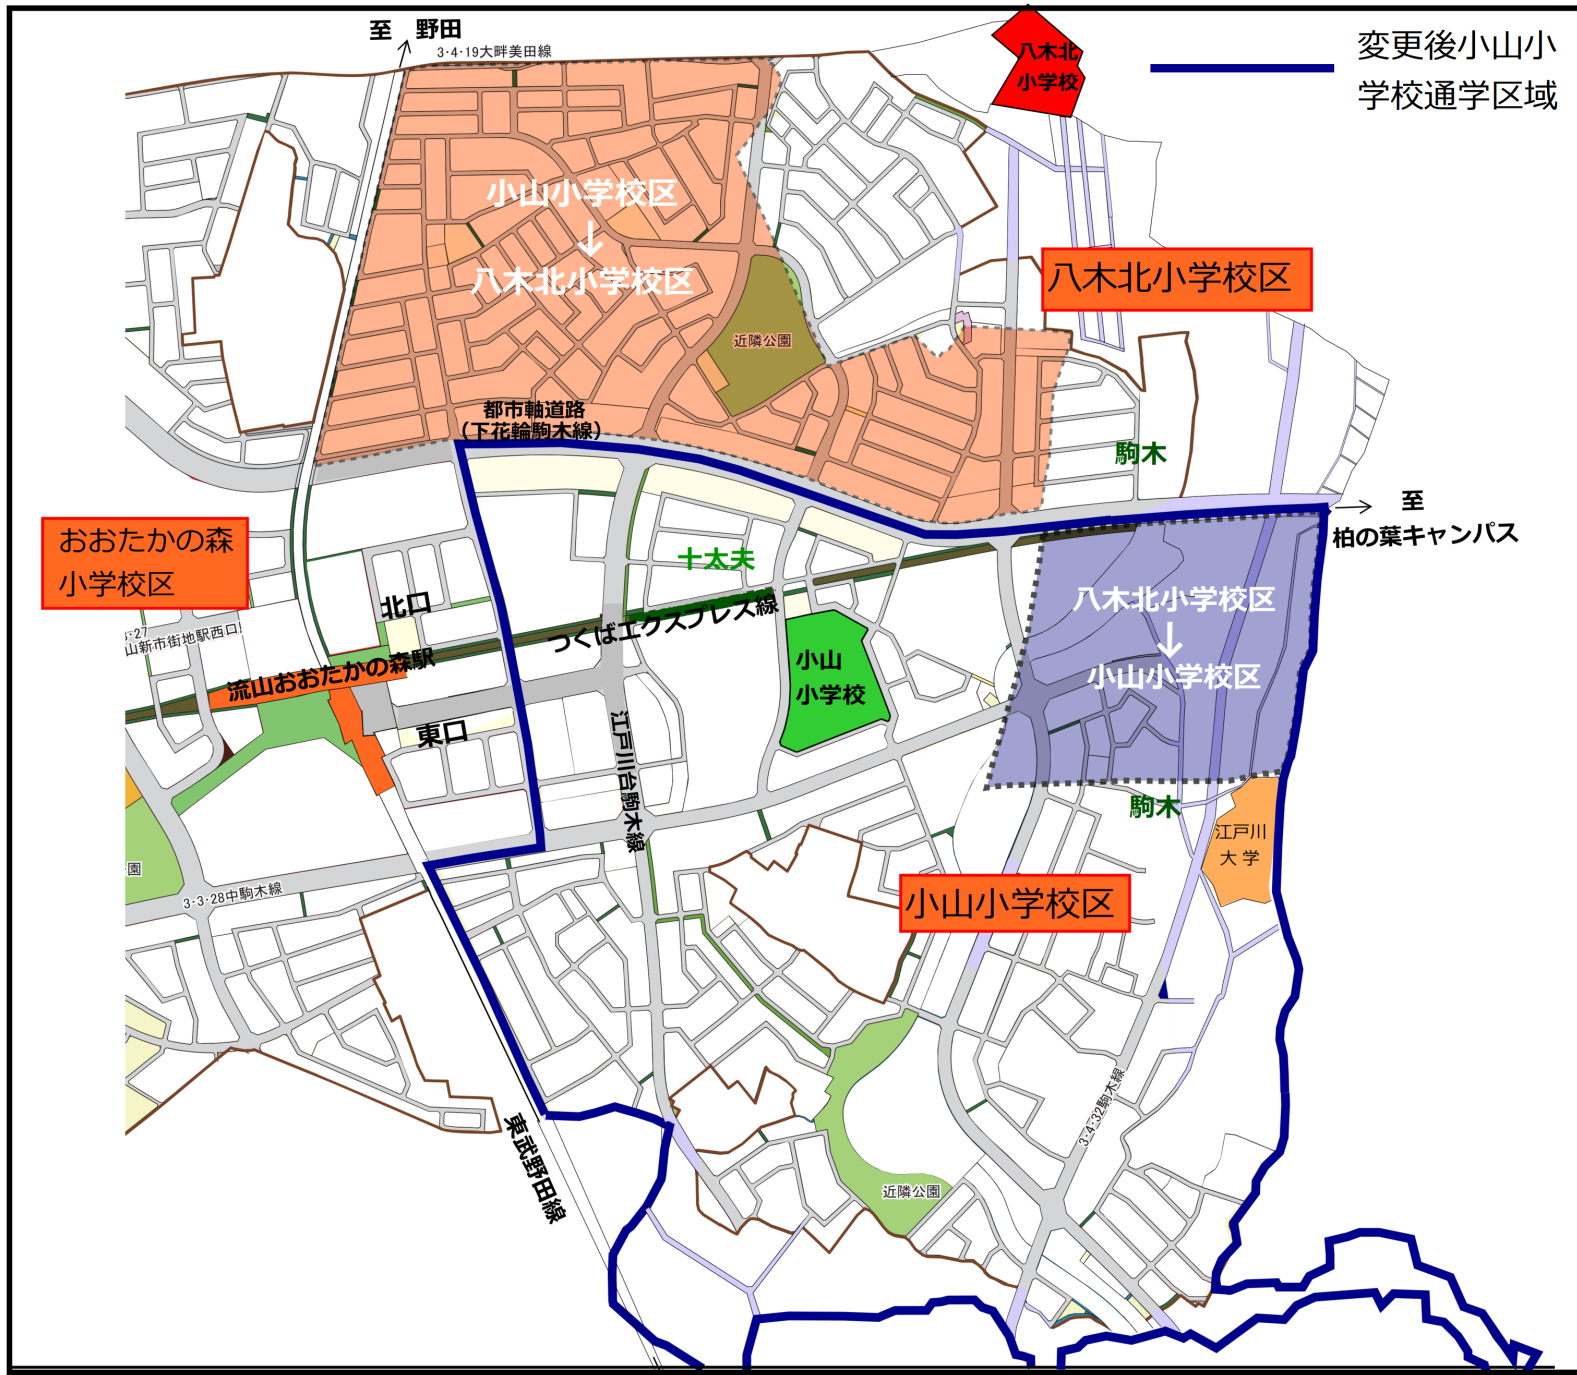 至 野田
3･4･19大畔美田線
八木北
小学校
変更後小山小
学校通学区域
小山小学校区
↓
八木北小学校区
八木北小学校区
近隣公園
都市軸道路
（下花輪駒木線）
駒木
至
柏の葉キャンパス
おおたかの森
小学校区
十太夫
北口
つくばエクスプレス線
八木北小学校区
↓
小山小学校区
山新市街地駅西口
流山おおたかの森駅
小山
小学校
東口
江戸川台駒木線
駒木
江戸川
大 学
園
3･3･28中駒木線
小山小学校区
3･4･32駒木線
東武野田線
近隣公園